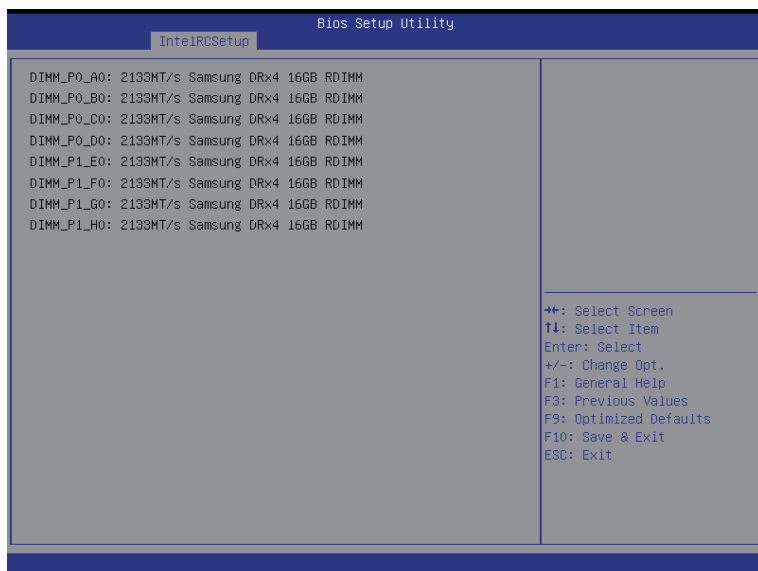 Bios Setup Utility
IntelRCSetup
DIMM_P0_A0: 2133MT/s Samsung DRx4 16GB RDIMM
DIMM_P0_B0: 2133MT/s Samsung DRx4 16GB RDIMM
DIMM_P0_C0: 2133MT/s Samsung DRx4 16GB RDIMM
DIMM_P0_D0: 2133MT/s Samsung DRx4 16GB RDIMM
DIMM_P1_E0: 2133MT/s Samsung DRx4 16GB RDIMM
DIMM_P1_F0: 2133MT/s Samsung DRx4 16GB RDIMM
DIMM_P1_G0: 2133MT/s Samsung DRx4 16GB RDIMM
DIMM_P1_H0: 2133MT/s Samsung DRx4 16GB RDIMM
→←: Select Screen
↑↓: Select Item
Enter: Select
+/-: Change Opt.
F1: General Help
F3: Previous Values
F9: Optimized Defaults
F10: Save & Exit
ESC: Exit